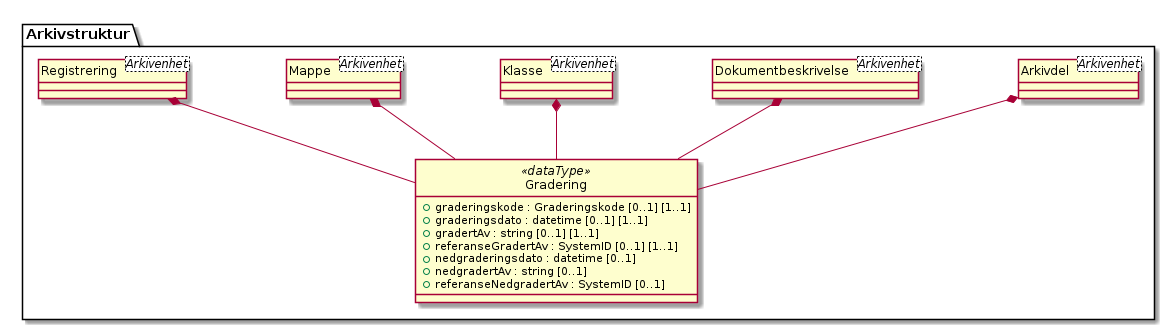 Arkivstruktur
Registrering Arkivenhet
Mappe Arkivenhet
Klasse Arkivenhet
Dokumentbeskrivelse Arkivenhet
Arkivdel Arkivenhet
«dataType»
Gradering
graderingskode : Graderingskode [0..1] [1..1]
graderingsdato : datetime [0..1] [1..1]
gradertAv : string [0..1] [1..1]
referanseGradertAv : SystemID [0..1] [1..1]
nedgraderingsdato : datetime [0..1]
nedgradertAv : string [0..1]
referanseNedgradertAv : SystemID [0..1]